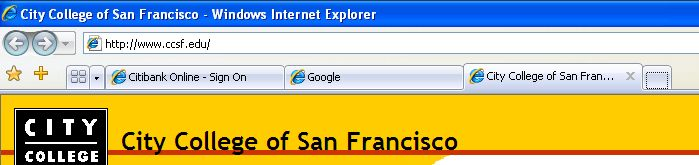 City College of San Francisco - Windows Internet Explorer
http://www.ccsf.edu/
Citibank Online - Sign On
Google
City College of San Fran...
CITY
COLLEGE
City College of San Francisco